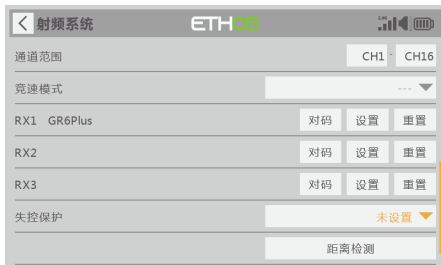 射频系统 ETHOS 2.4G
通道范围 CH1 - CH16
竞速模式 ---
RX1 GR6Plus 对码 设置 重置
RX2 对码 设置 重置
RX3 对码 设置 重置
失控保护 未设置
距离检测